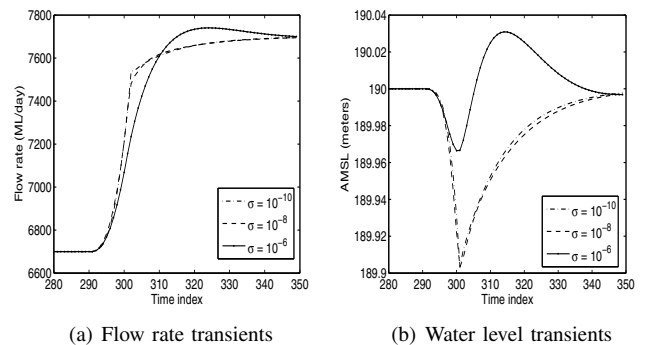 7800
7600
7400
7200
7000
6800
6600
Flow rate (ML/day)
280 290 300 310 320 330 340 350
Time index
σ = 10⁻¹⁰
σ = 10⁻⁸
σ = 10⁻⁶
(a) Flow rate transients
190.04
190.02
190
189.98
189.96
189.94
189.92
189.9
AMSL (meters)
280 290 300 310 320 330 340 350
Time index
σ = 10⁻¹⁰
σ = 10⁻⁸
σ = 10⁻⁶
(b) Water level transients